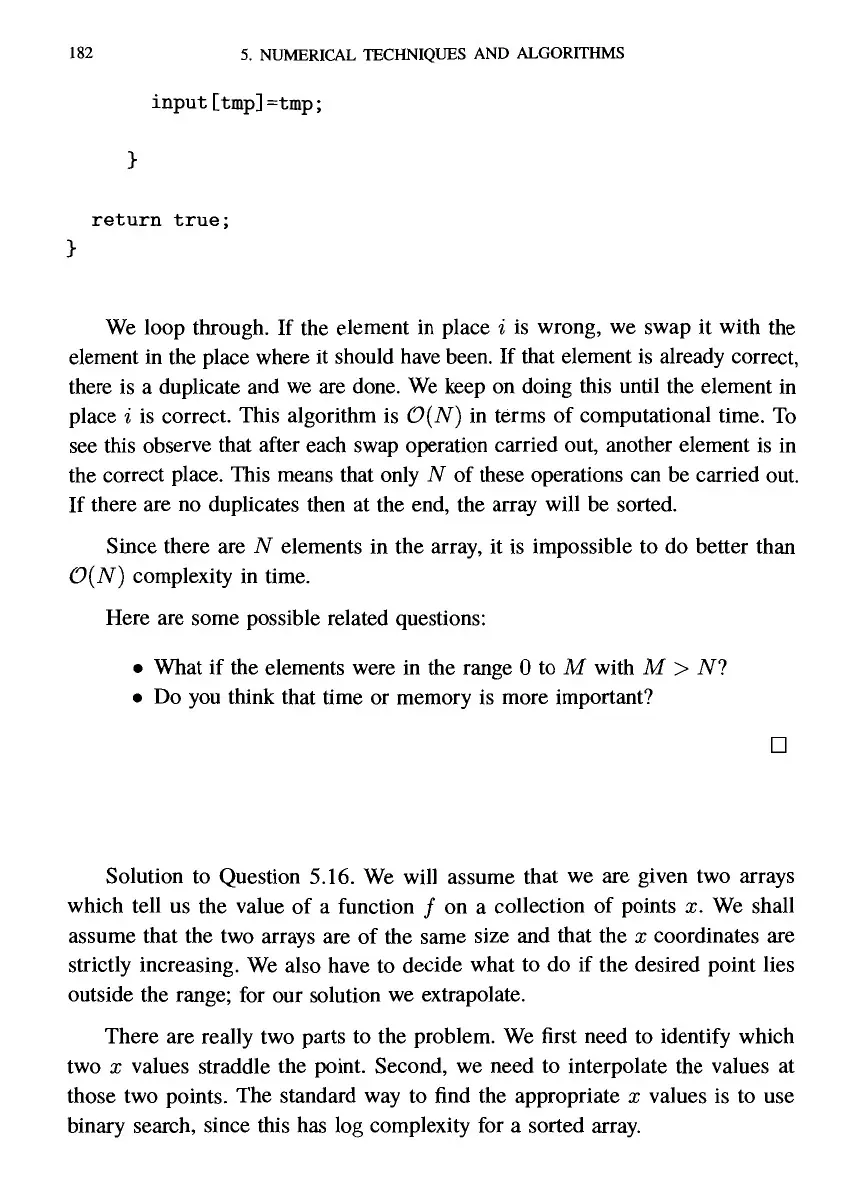 182 5. NUMERICAL TECHNIQUES AND ALGORITHMS
input[tmp]=tmp;
}
return true;
}
We loop through. If the element in place i is wrong, we swap it with the
element in the place where it should have been. If that element is already correct,
there is a duplicate and we are done. We keep on doing this until the element in
place i is correct. This algorithm is O(N) in terms of computational time. To
see this observe that after each swap operation carried out, another element is in
the correct place. This means that only N of these operations can be carried out.
If there are no duplicates then at the end, the array will be sorted.
Since there are N elements in the array, it is impossible to do better than
O(N) complexity in time.
Here are some possible related questions:
• What if the elements were in the range 0 to M with M > N?
• Do you think that time or memory is more important?
□
Solution to Question 5.16. We will assume that we are given two arrays
which tell us the value of a function f on a collection of points x. We shall
assume that the two arrays are of the same size and that the x coordinates are
strictly increasing. We also have to decide what to do if the desired point lies
outside the range; for our solution we extrapolate.
There are really two parts to the problem. We first need to identify which
two x values straddle the point. Second, we need to interpolate the values at
those two points. The standard way to find the appropriate x values is to use
binary search, since this has log complexity for a sorted array.